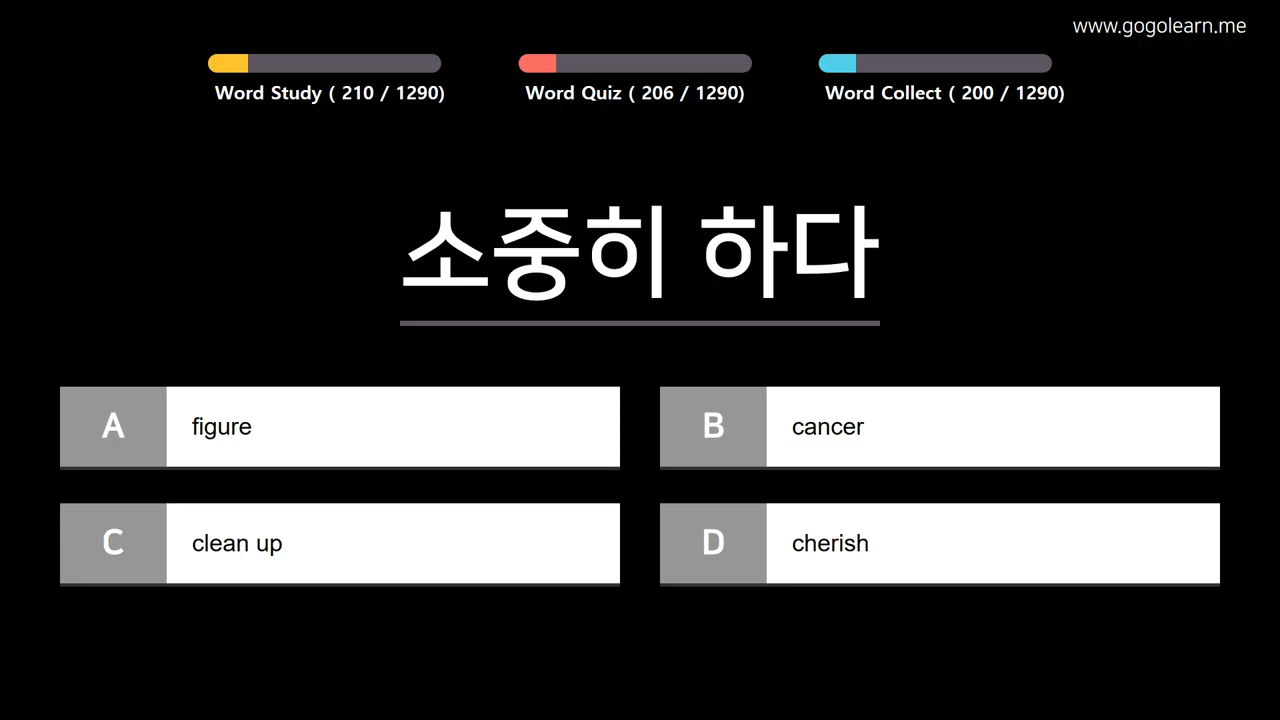 www.gogolearn.me
Word Study ( 210 / 1290)
Word Quiz ( 206 / 1290)
Word Collect ( 200 / 1290)
소중히 하다
A figure
B cancer
C clean up
D cherish